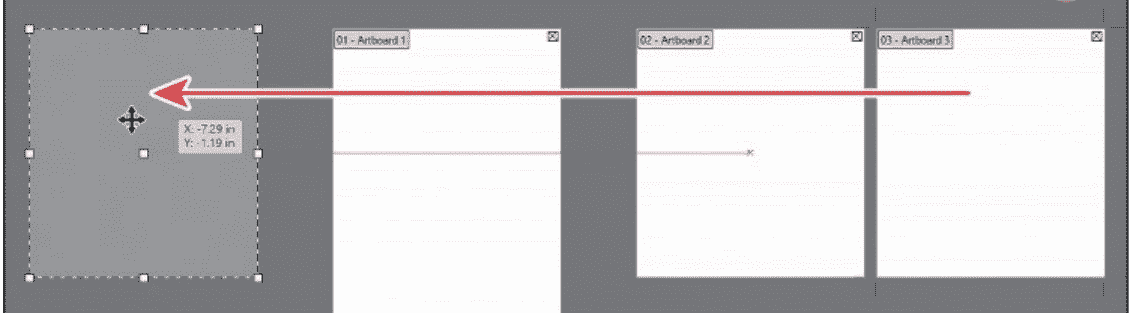 01 - Artboard 1
02 - Artboard 2
03 - Artboard 3
X: -7.29 in
Y: -1.19 in